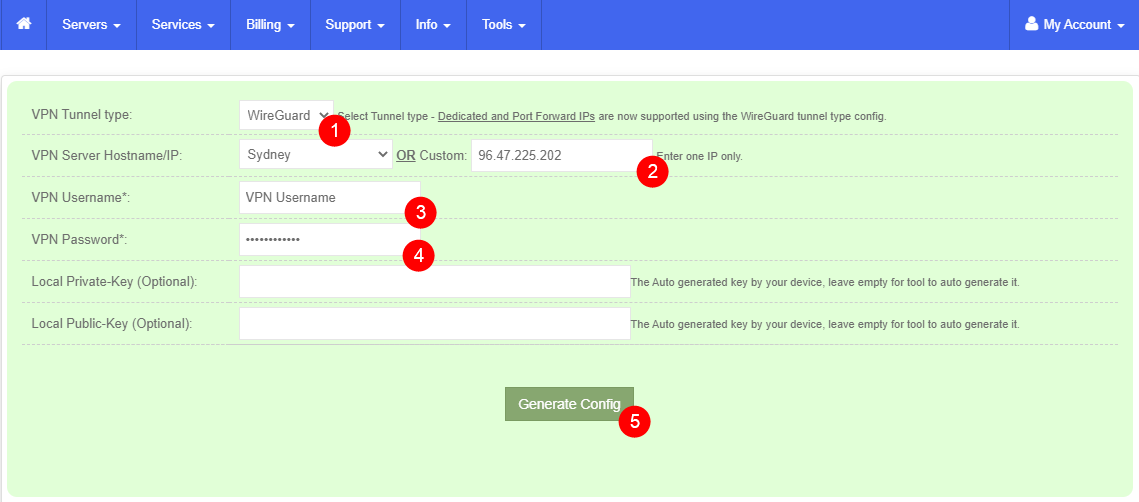 Servers Services Billing Support Info Tools My Account
VPN Tunnel type: WireGuard Select Tunnel type - Dedicated and Port Forward IPs are now supported using the WireGuard tunnel type config.
1
VPN Server Hostname/IP: Sydney OR Custom: 96.47.225.202 Enter one IP only.
2
VPN Username*: VPN Username
3
VPN Password*: ••••••••••••
4
Local Private-Key (Optional): The Auto generated key by your device, leave empty for tool to auto generate it.
Local Public-Key (Optional): The Auto generated key by your device, leave empty for tool to auto generate it.
Generate Config
5